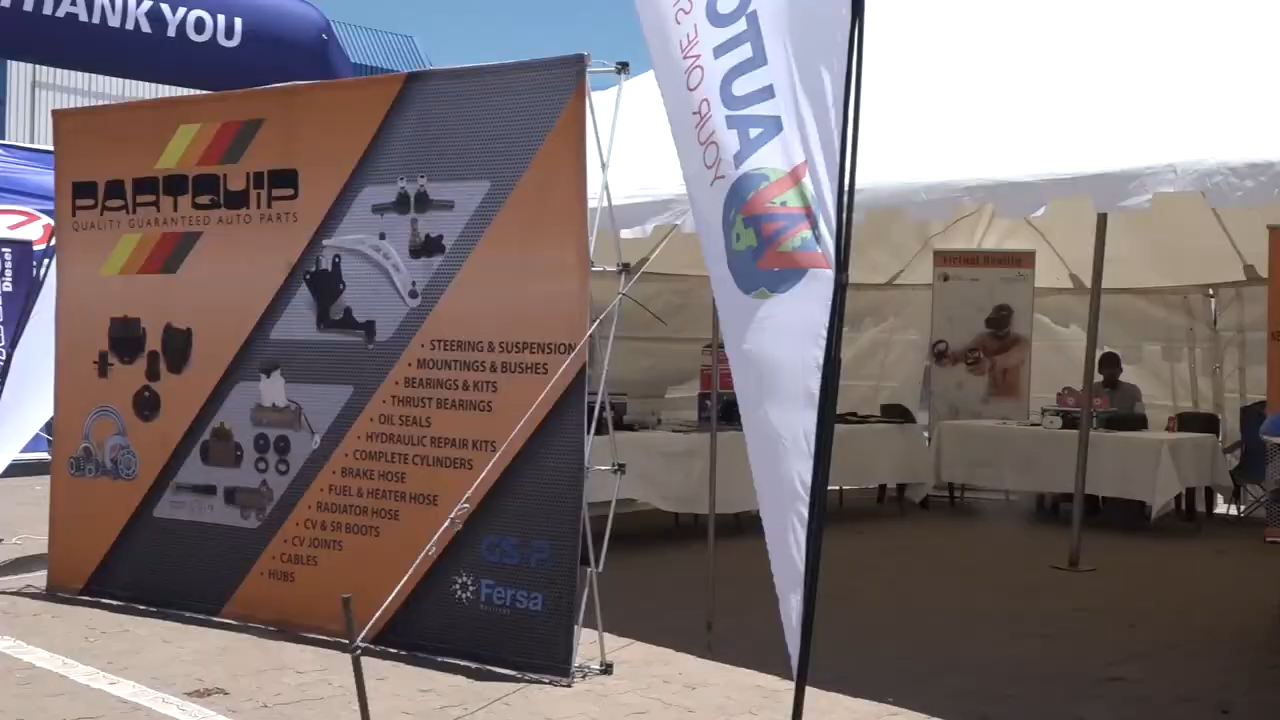 THANK YOU
PARTQUIP
QUALITY GUARANTEED AUTO PARTS
• STEERING & SUSPENSION
• MOUNTINGS & BUSHES
• BEARINGS & KITS
• THRUST BEARINGS
• OIL SEALS
• HYDRAULIC REPAIR KITS
• COMPLETE CYLINDERS
• BRAKE HOSE
• FUEL & HEATER HOSE
• RADIATOR HOSE
• CV & SR BOOTS
• CV JOINTS
• CABLES
• HUBS
GSP
Fersa
Diesel
AUTO
YOUR ONE
Virtual Reality